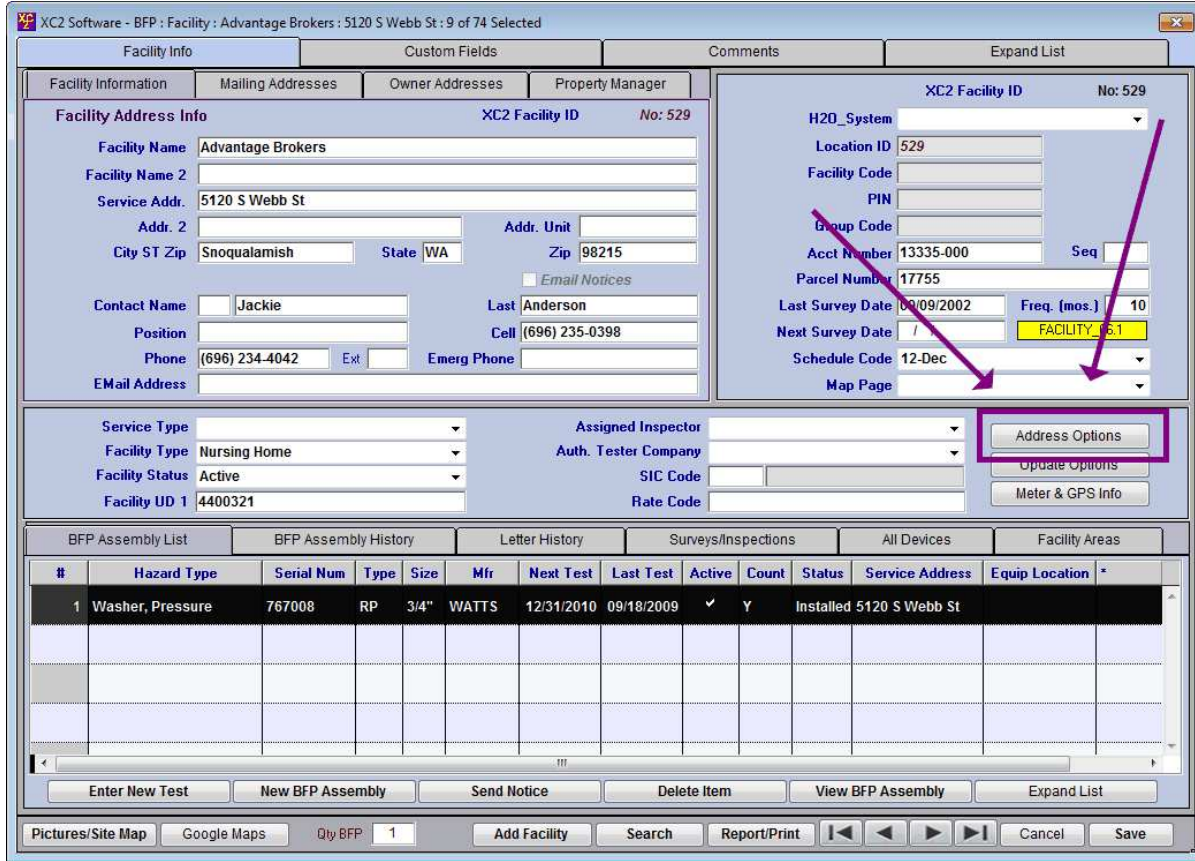 XC2 Software - BFP : Facility : Advantage Brokers : 5120 S Webb St : 9 of 74 Selected
Facility Info Custom Fields Comments Expand List
Facility Information Mailing Addresses Owner Addresses Property Manager
Facility Address Info XC2 Facility ID No: 529
Facility Name Advantage Brokers
Facility Name 2
Service Addr. 5120 S Webb St
Addr. 2 Addr. Unit
City ST Zip Snoqualamish State WA Zip 98215
Email Notices
Contact Name Jackie Last Anderson
Position Cell (696) 235-0398
Phone (696) 234-4042 Ext Emerg Phone
EMail Address
XC2 Facility ID No: 529
H2O_System
Location ID 529
Facility Code
PIN
Group Code
Acct Number 13335-000 Seq
Parcel Number 17755
Last Survey Date 09/09/2002 Freq. (mos.) 10
Next Survey Date / /
Schedule Code 12-Dec
Map Page
Service Type Assigned Inspector Address Options
Facility Type Nursing Home Auth. Tester Company Update Options
Facility Status Active SIC Code Meter & GPS Info
Facility UD 1 4400321 Rate Code
BFP Assembly List BFP Assembly History Letter History Surveys/Inspections All Devices Facility Areas
# Hazard Type Serial Num Type Size Mfr Next Test Last Test Active Count Status Service Address Equip Location *
1 Washer, Pressure 767008 RP 3/4" WATTS 12/31/2010 09/18/2009 Y Installed 5120 S Webb St
Enter New Test New BFP Assembly Send Notice Delete Item View BFP Assembly Expand List
Pictures/Site Map Google Maps Qty BFP 1 Add Facility Search Report/Print Cancel Save